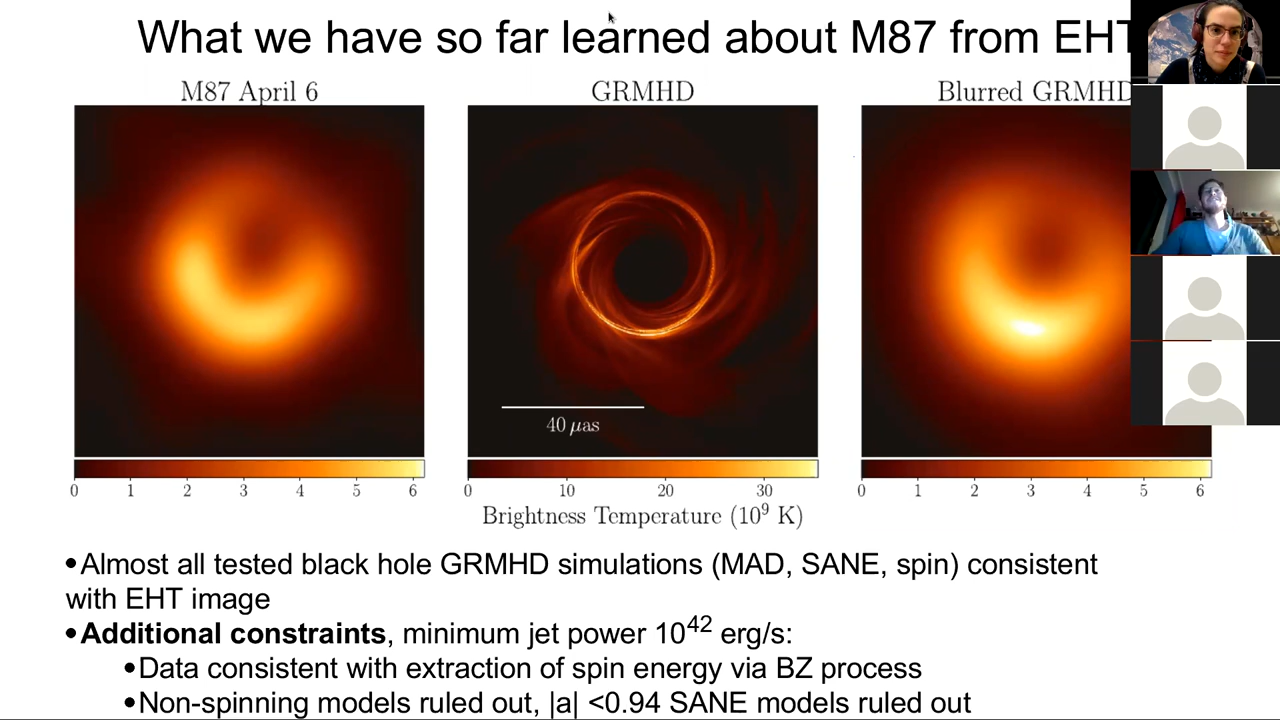 What we have so far learned about M87 from EHT
M87 April 6
GRMHD
Blurred GRMHD
40 μas
0 1 2 3 4 5 6
0 10 20 30
0 1 2 3 4 5 6
Brightness Temperature (10⁹ K)
•Almost all tested black hole GRMHD simulations (MAD, SANE, spin) consistent
with EHT image
•Additional constraints, minimum jet power 10⁴² erg/s:
•Data consistent with extraction of spin energy via BZ process
•Non-spinning models ruled out, |a| <0.94 SANE models ruled out